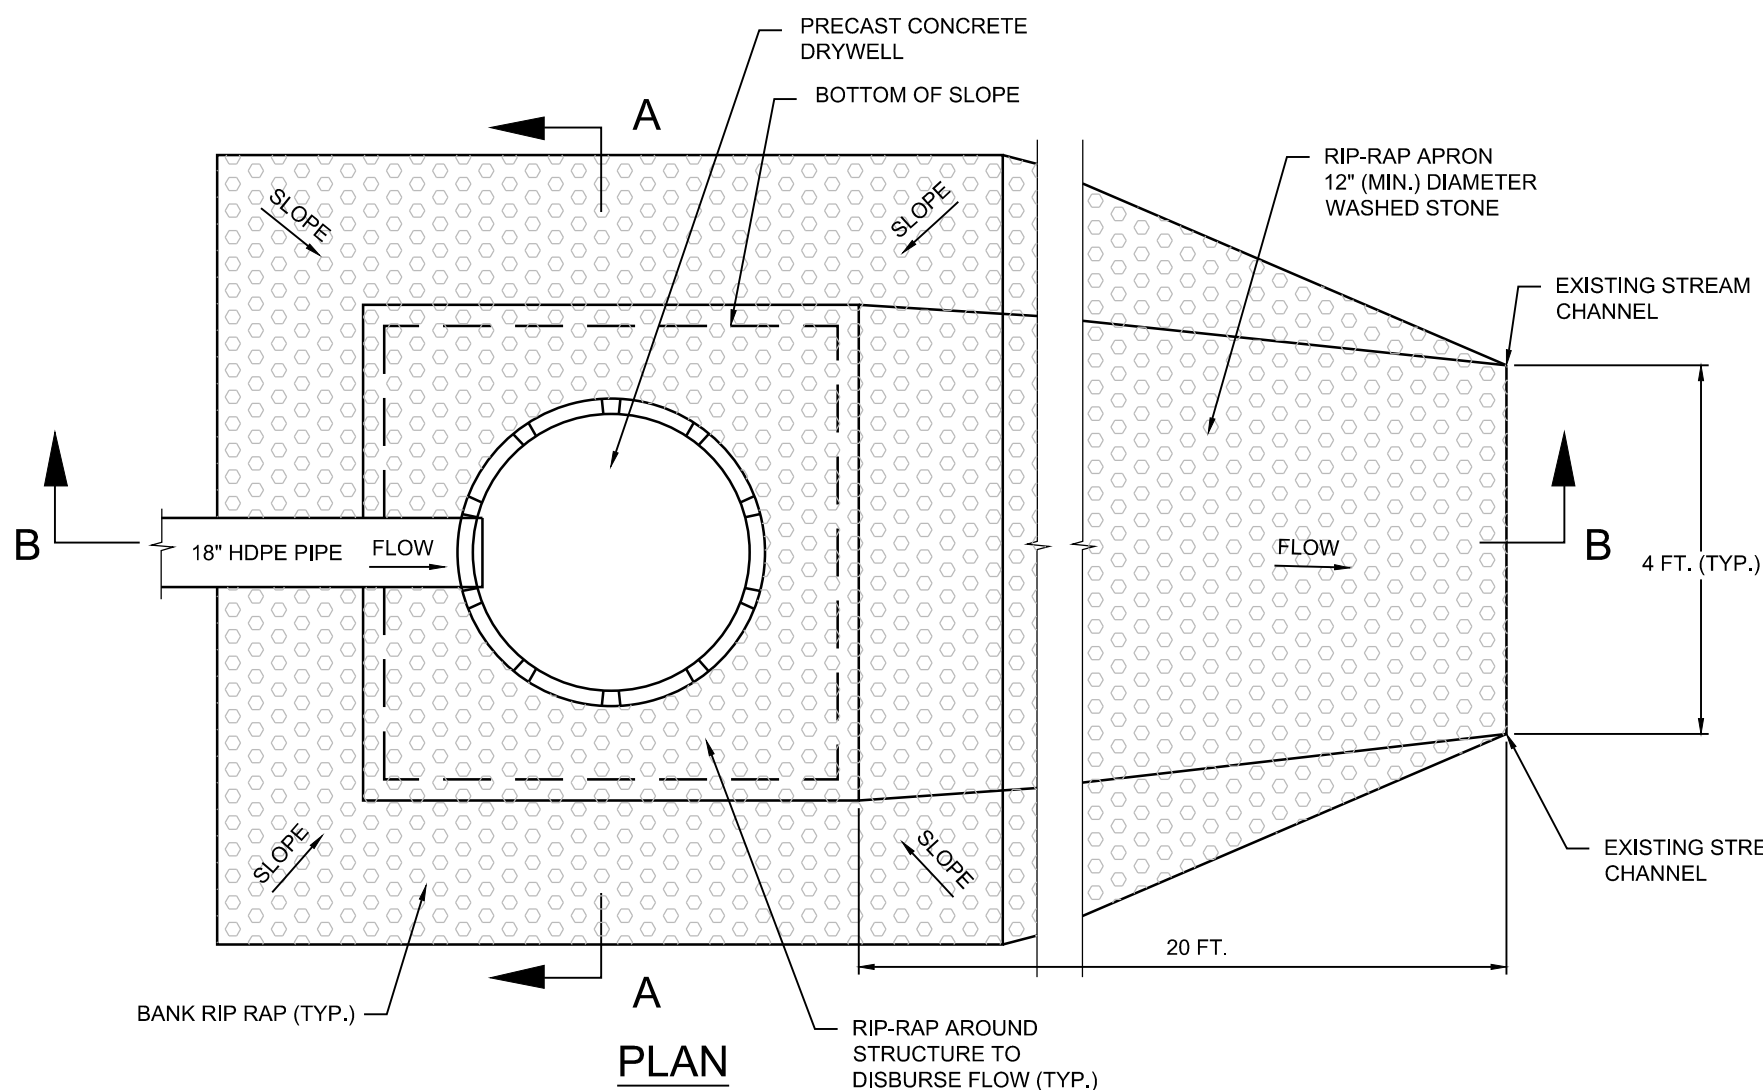 PRECAST CONCRETE
DRYWELL
BOTTOM OF SLOPE
A
RIP-RAP APRON
12" (MIN.) DIAMETER
WASHED STONE
SLOPE
SLOPE
EXISTING STREAM
CHANNEL
B
18" HDPE PIPE
FLOW
FLOW
B
4 FT. (TYP.)
SLOPE
SLOPE
EXISTING STRE
CHANNEL
20 FT.
A
BANK RIP RAP (TYP.)
RIP-RAP AROUND
STRUCTURE TO
DISBURSE FLOW (TYP.)
PLAN